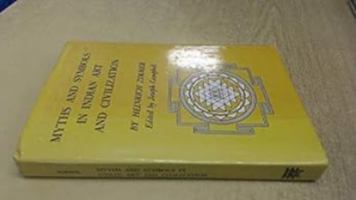 MYTHS AND SYMBOLS
IN INDIAN ART
AND CIVILIZATION
BY HEINRICH ZIMMER
Edited by Joseph Campbell
MYTHS AND SYMBOLS IN
INDIAN ART AND CIVILIZATION